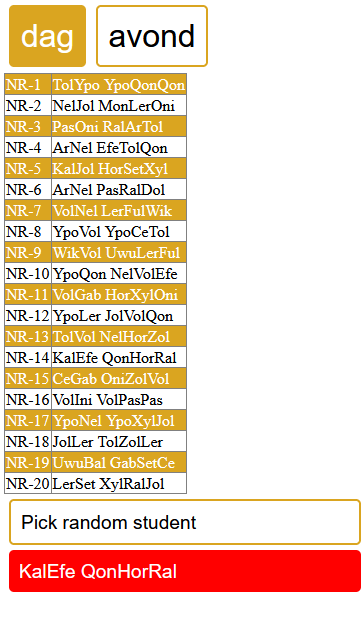 dag avond
NR-1 TolYpo YpoQonQon
NR-2 NelJol MonLerOni
NR-3 PasOni RalArTol
NR-4 ArNel EfeTolQon
NR-5 KalJol HorSetXyl
NR-6 ArNel PasRalDol
NR-7 VolNel LerFulWik
NR-8 YpoVol YpoCeTol
NR-9 WikVol UwuLerFul
NR-10 YpoQon NelVolEfe
NR-11 VolGab HorXylOni
NR-12 YpoLer JolVolQon
NR-13 TolVol NelHorZol
NR-14 KalEfe QonHorRal
NR-15 CeGab OniZolVol
NR-16 VolIni VolPasPas
NR-17 YpoNel YpoXylJol
NR-18 JolLer TolZolLer
NR-19 UwuBal GabSetCe
NR-20 LerSet XylRalJol
Pick random student
KalEfe QonHorRal